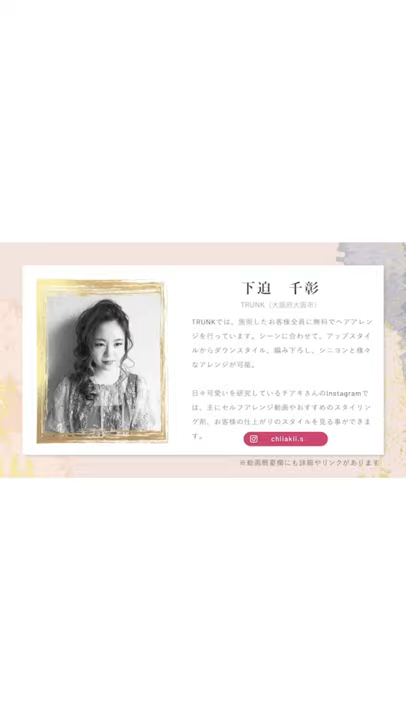 下迫 千彰
TRUNK（大阪府大阪市）
TRUNKでは、施術したお客様全員に無料でヘアアレン
ジを行っています。シーンに合わせて、アップスタイ
ルからダウンスタイル、編み下ろし、シニヨンと様々
なアレンジが可能。
日々可愛いを研究しているチアキさんのInstagramで
は、主にセルフアレンジ動画やおすすめのスタイリン
グ剤、お客様の仕上がりのスタイルを見る事ができま
す。
chiiakii.s
※動画概要欄にも詳細やリンクがあります